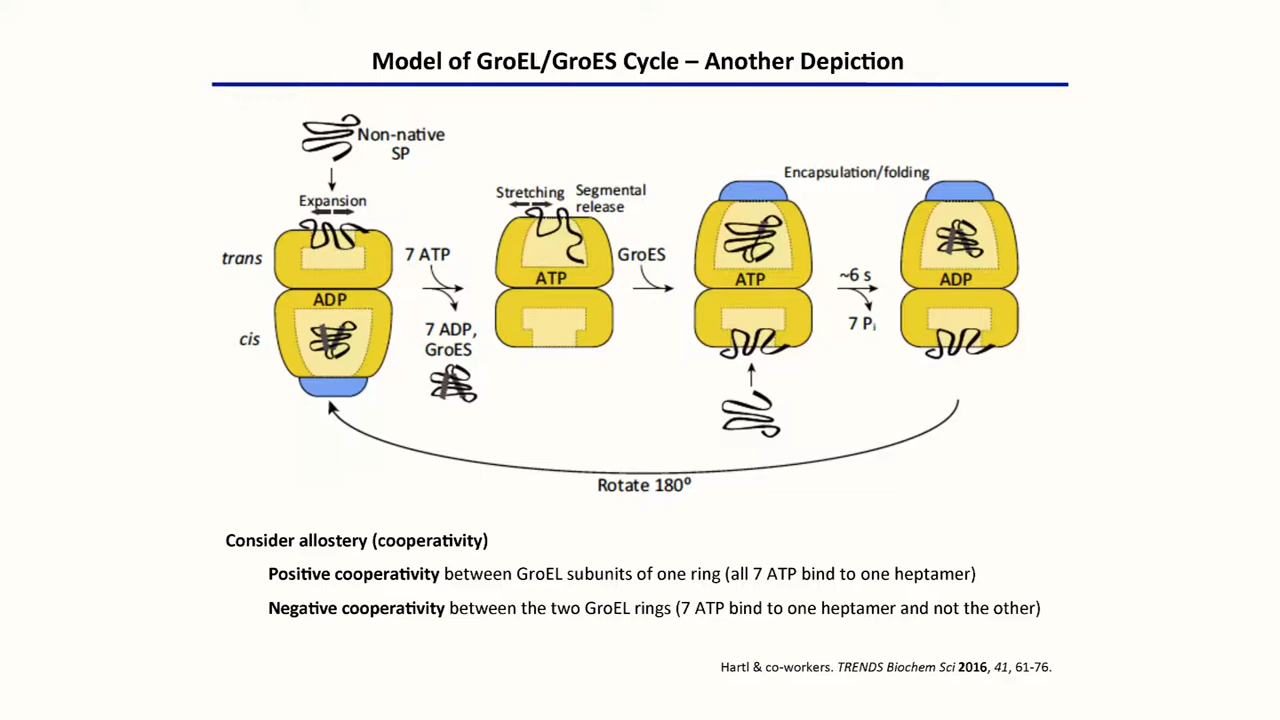 Model of GroEL/GroES Cycle – Another Depiction
Non-native
SP
Expansion
trans
ADP
cis
7 ATP
7 ADP,
GroES
Stretching
Segmental
release
ATP
GroES
Encapsulation/folding
ATP
~6 s
7 Pᵢ
ADP
Rotate 180º
Consider allostery (cooperativity)
Positive cooperativity between GroEL subunits of one ring (all 7 ATP bind to one heptamer)
Negative cooperativity between the two GroEL rings (7 ATP bind to one heptamer and not the other)
Hartl & co-workers. TRENDS Biochem Sci 2016, 41, 61-76.